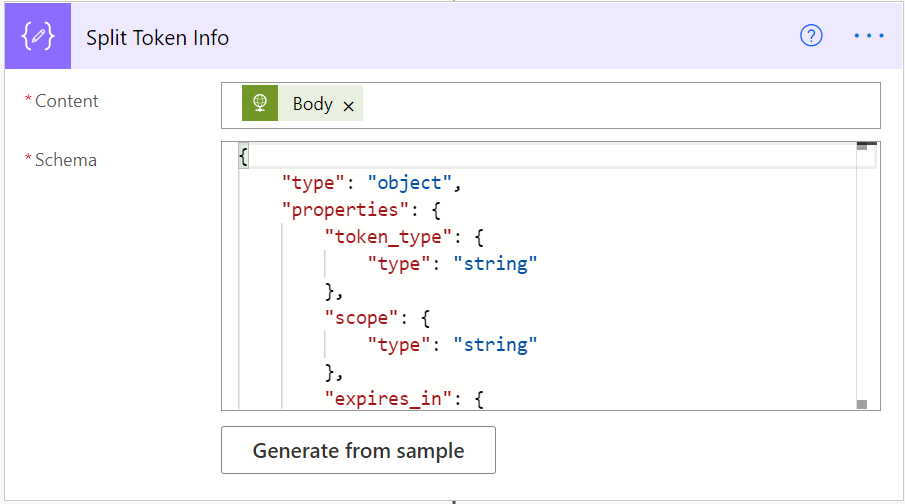 Split Token Info
? ...
*Content
Body ×
*Schema
{
"type": "object",
"properties": {
"token_type": {
"type": "string"
},
"scope": {
"type": "string"
},
"expires_in": {
Generate from sample